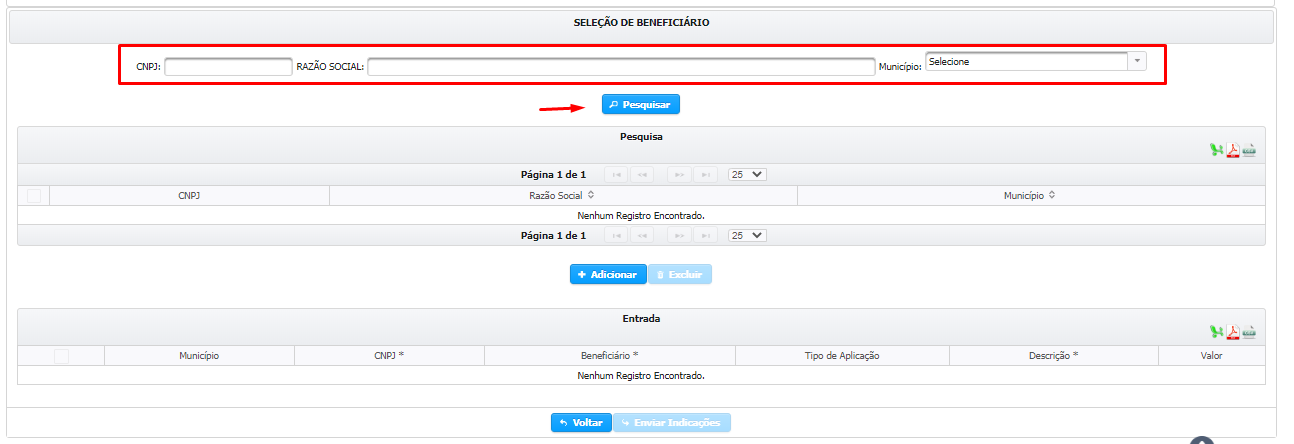 SELEÇÃO DE BENEFICIÁRIO
CNPJ: RAZÃO SOCIAL: Município: Selecione
Pesquisar
Pesquisa
Página 1 de 1 25
CNPJ Razão Social Município
Nenhum Registro Encontrado.
Página 1 de 1 25
Adicionar Excluir
Entrada
Município CNPJ * Beneficiário * Tipo de Aplicação Descrição * Valor
Nenhum Registro Encontrado.
Voltar Enviar Indicações